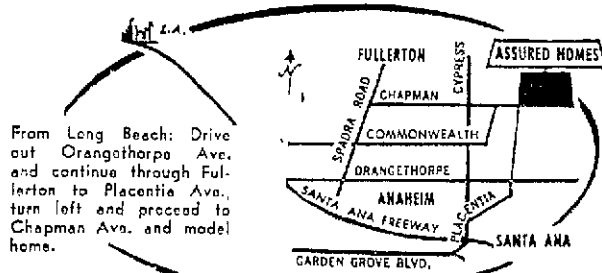 L.A.
N
FULLERTON
CYPRESS
ASSURED HOMES
SPADRA ROAD
CHAPMAN
COMMONWEALTH
ORANGETHORPE
ANAHEIM
SANTA ANA FREEWAY
PLACENTIA
SANTA ANA
GARDEN GROVE BLVD.
From Long Beach: Drive
out Orangethorpe Ave.
and continue through Ful-
lerton to Placentia Ave.,
turn left and proceed to
Chapman Ave. and model
home.